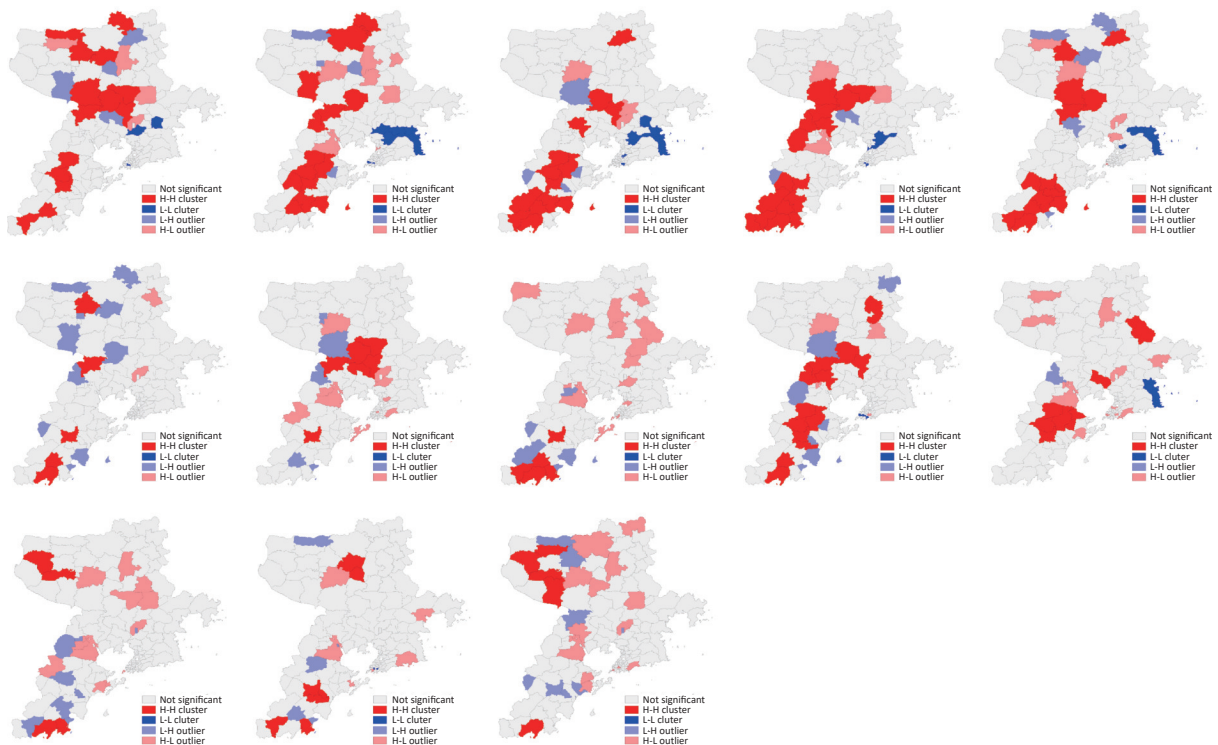 Not significant
H-H cluster
L-L cluter
L-H outlier
H-L outlier
Not significant
H-H cluster
L-L cluter
L-H outlier
H-L outlier
Not significant
H-H cluster
L-L cluter
L-H outlier
H-L outlier
Not significant
H-H cluster
L-L cluter
L-H outlier
H-L outlier
Not significant
H-H cluster
L-L cluter
L-H outlier
H-L outlier
Not significant
H-H cluster
L-L cluter
L-H outlier
H-L outlier
Not significant
H-H cluster
L-L cluter
L-H outlier
H-L outlier
Not significant
H-H cluster
L-L cluter
L-H outlier
H-L outlier
Not significant
H-H cluster
L-L cluter
L-H outlier
H-L outlier
Not significant
H-H cluster
L-L cluter
L-H outlier
H-L outlier
Not significant
H-H cluster
L-L cluter
L-H outlier
H-L outlier
Not significant
H-H cluster
L-L cluter
L-H outlier
H-L outlier
Not significant
H-H cluster
L-L cluter
L-H outlier
H-L outlier